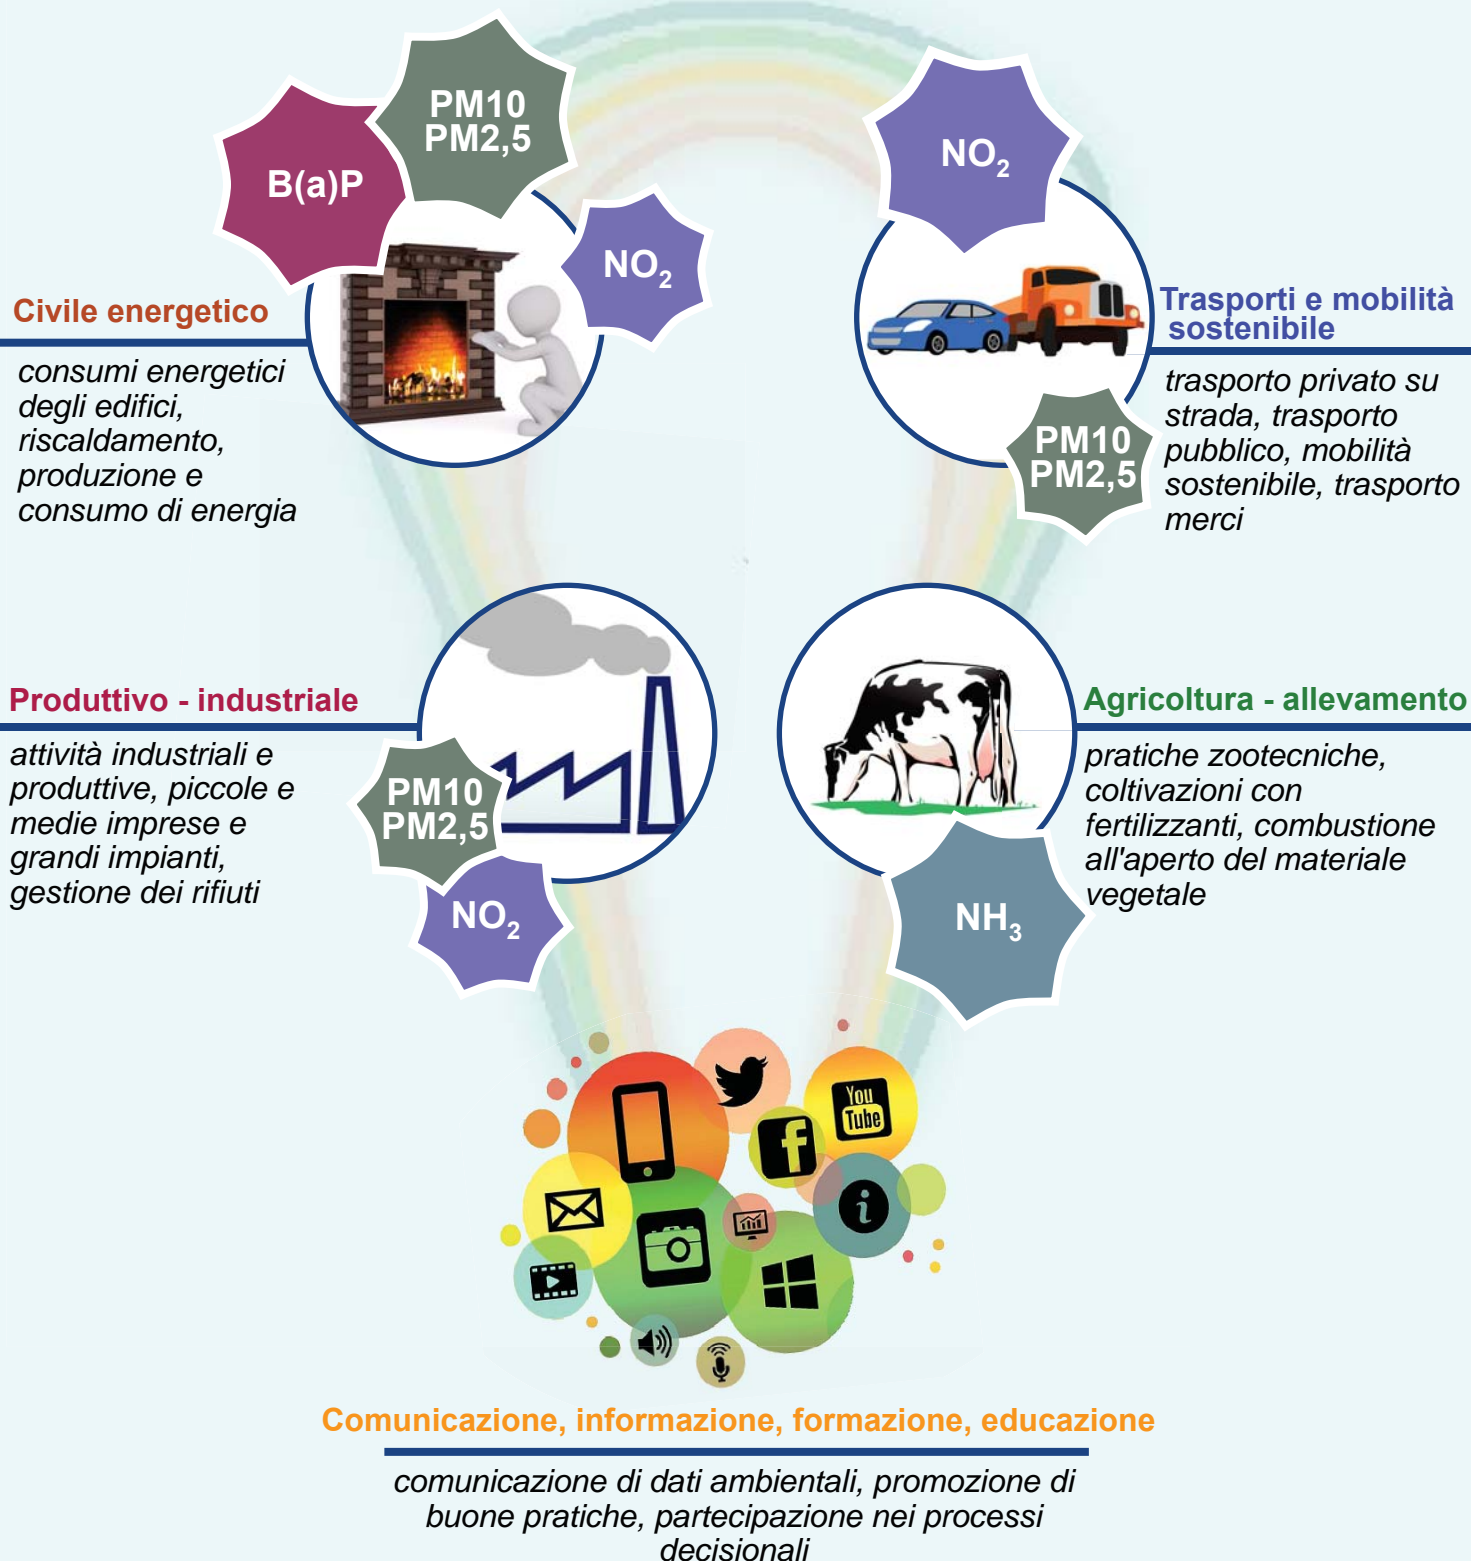 PM10
PM2,5
B(a)P
NO₂
Civile energetico
consumi energetici
degli edifici,
riscaldamento,
produzione e
consumo di energia
NO₂
Trasporti e mobilità
sostenibile
trasporto privato su
strada, trasporto
pubblico, mobilità
sostenibile, trasporto
merci
PM10
PM2,5
Produttivo - industriale
attività industriali e
produttive, piccole e
medie imprese e
grandi impianti,
gestione dei rifiuti
PM10
PM2,5
NO₂
Agricoltura - allevamento
pratiche zootecniche,
coltivazioni con
fertilizzanti, combustione
all'aperto del materiale
vegetale
NH₃
You
Tube
f
i
Comunicazione, informazione, formazione, educazione
comunicazione di dati ambientali, promozione di
buone pratiche, partecipazione nei processi
decisionali